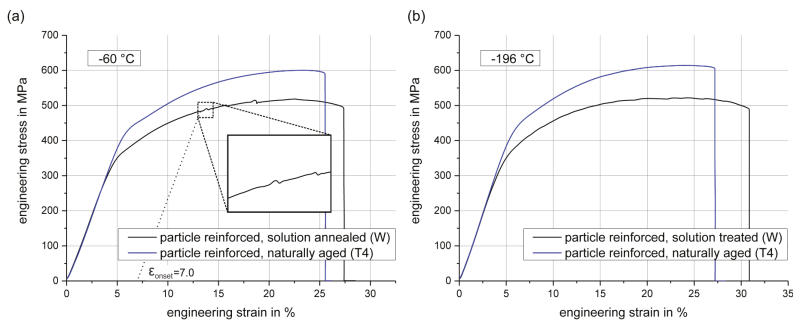 (a)
-60 °C
engineering stress in MPa
700
600
500
400
300
200
100
0
particle reinforced, solution annealed (W)
particle reinforced, naturally aged (T4)
εonset=7.0
0 5 10 15 20 25 30
engineering strain in %
(b)
-196 °C
engineering stress in MPa
700
600
500
400
300
200
100
0
particle reinforced, solution treated (W)
particle reinforced, naturally aged (T4)
0 5 10 15 20 25 30 35
engineering strain in %